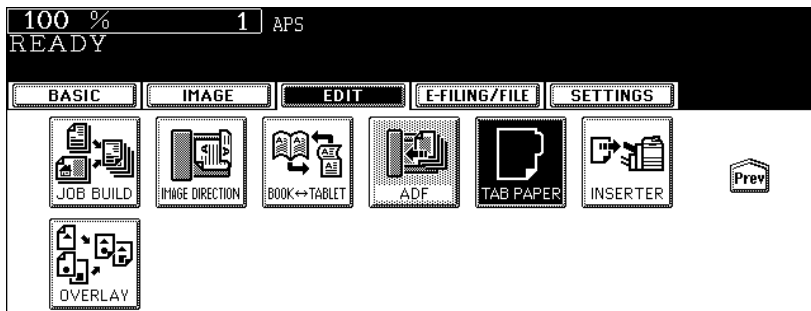 100 % 1 APS
READY
BASIC IMAGE EDIT E-FILING/FILE SETTINGS
JOB BUILD IMAGE DIRECTION BOOK↔TABLET ADF TAB PAPER INSERTER Prev
OVERLAY